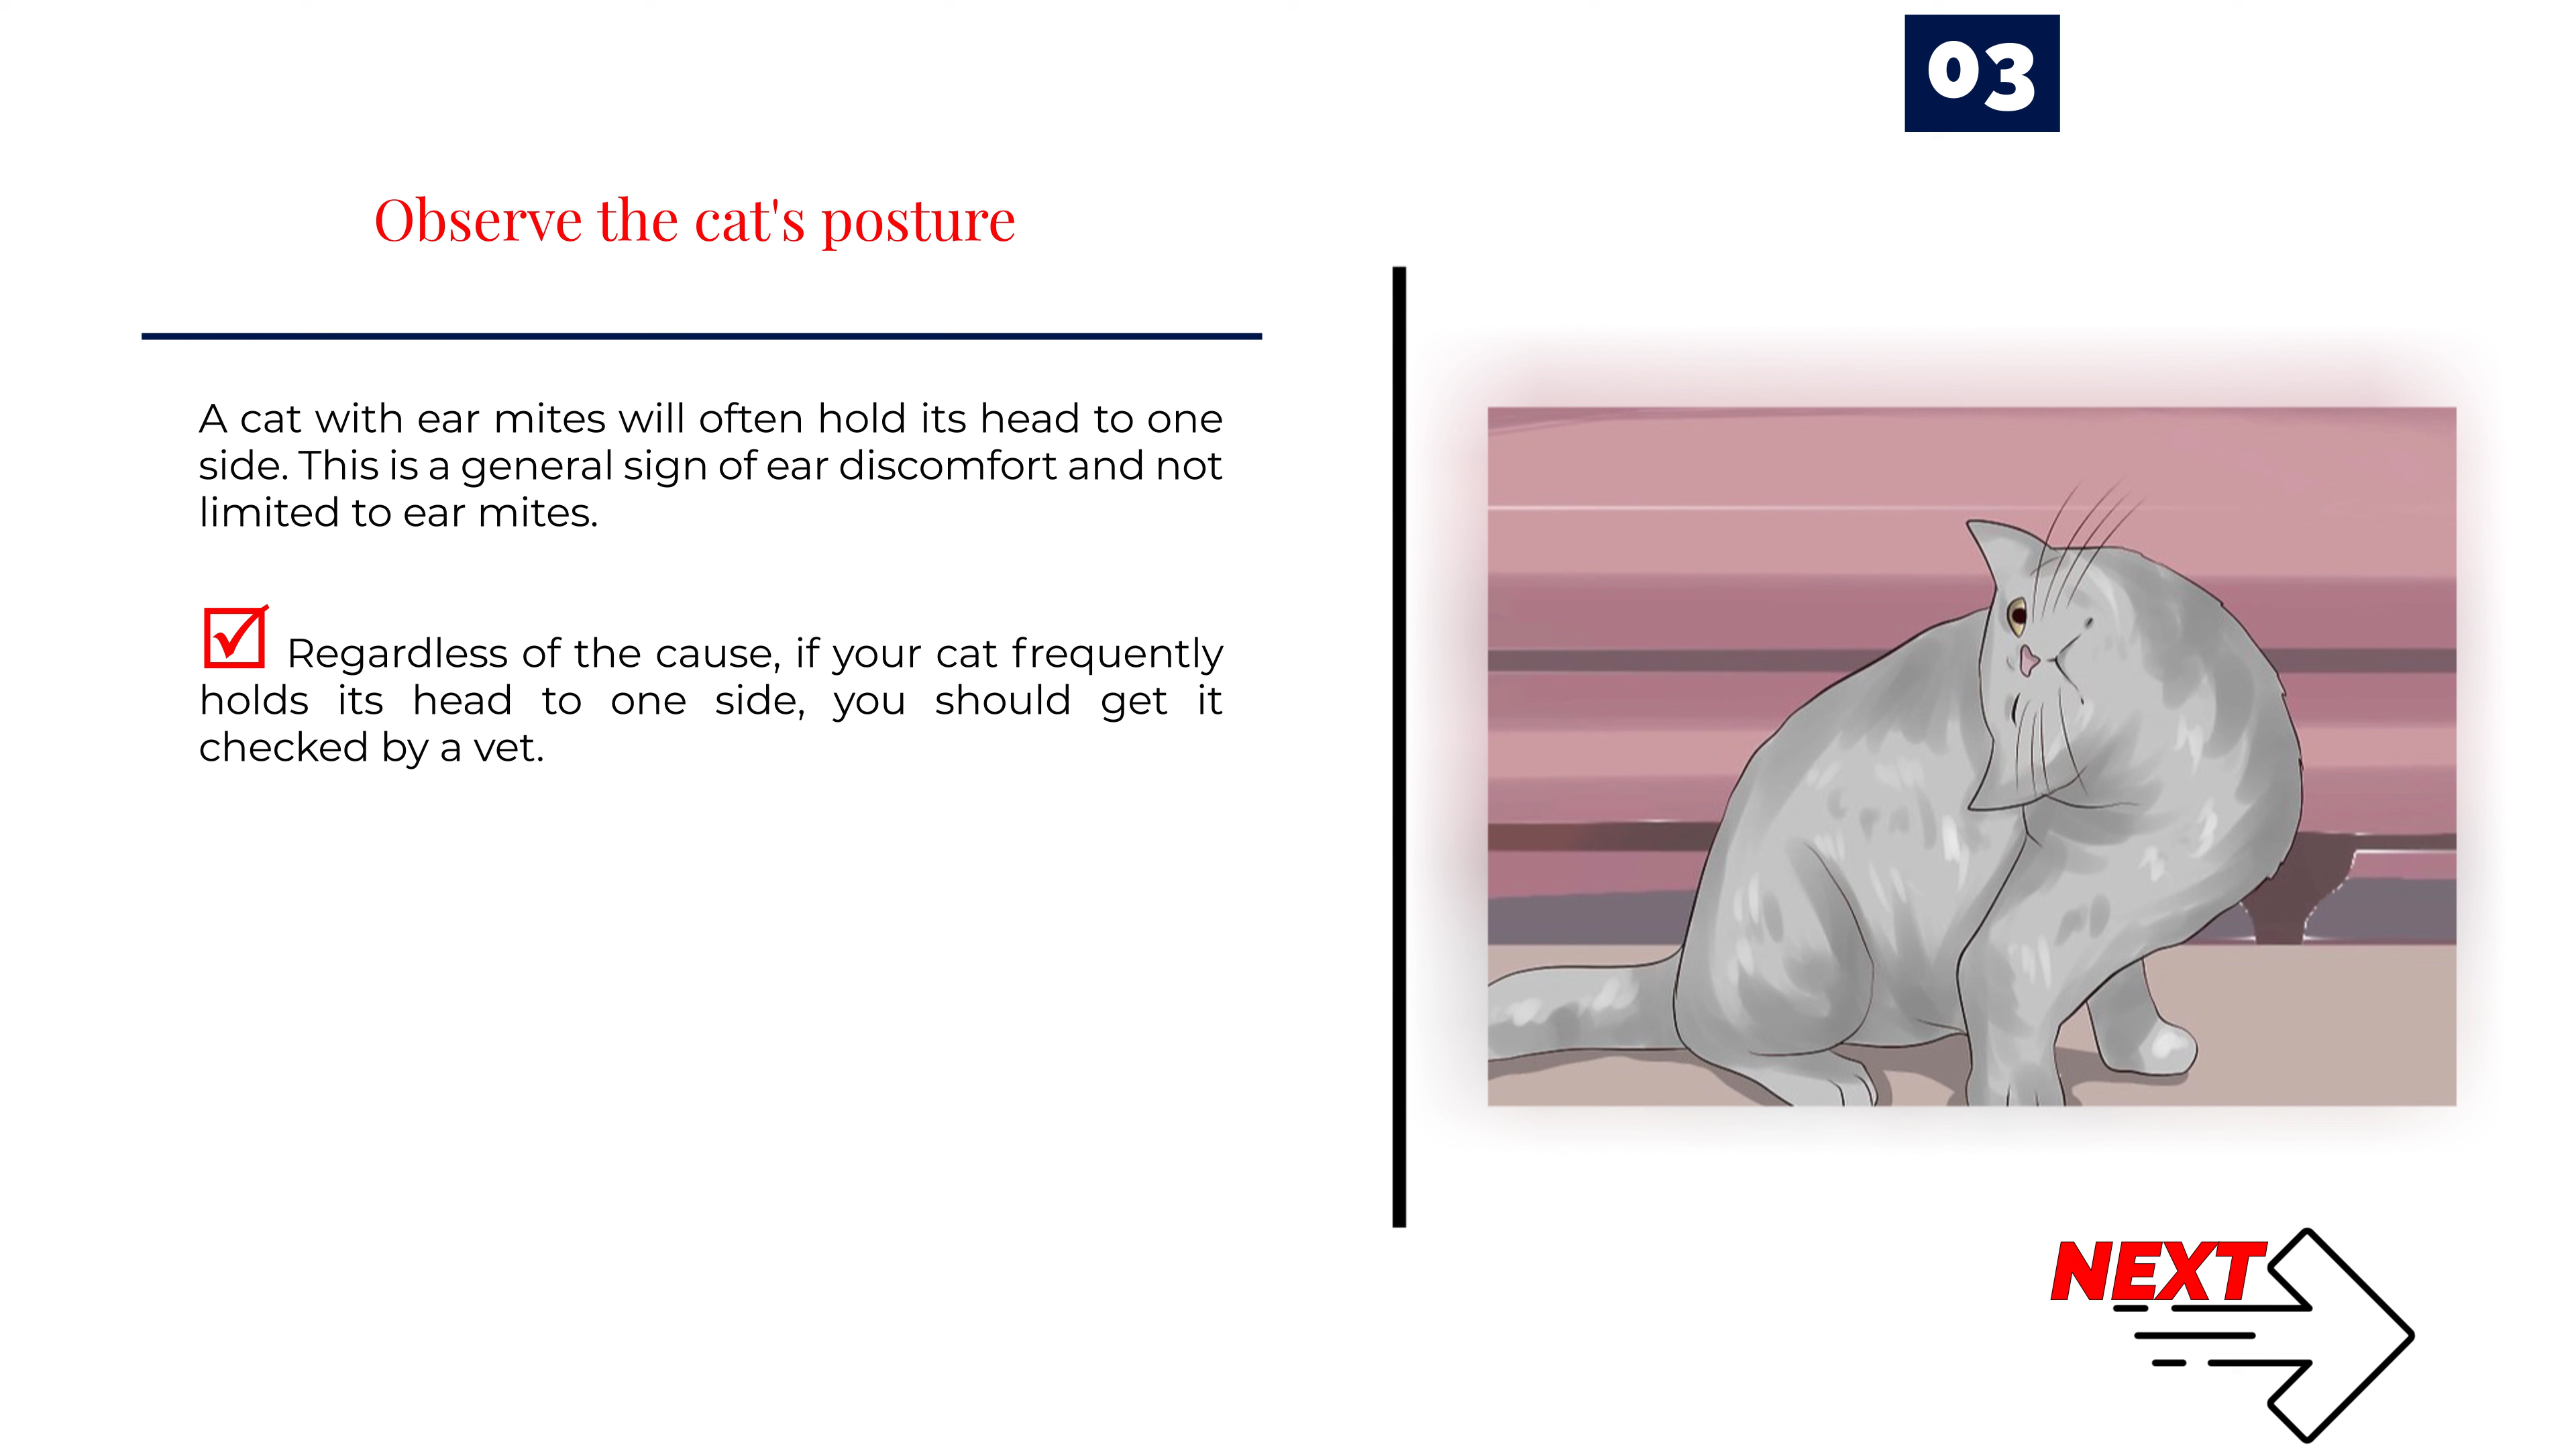 03
Observe the cat's posture
A cat with ear mites will often hold its head to one
side. This is a general sign of ear discomfort and not
limited to ear mites.
Regardless of the cause, if your cat frequently
holds its head to one side, you should get it
checked by a vet.
NEXT